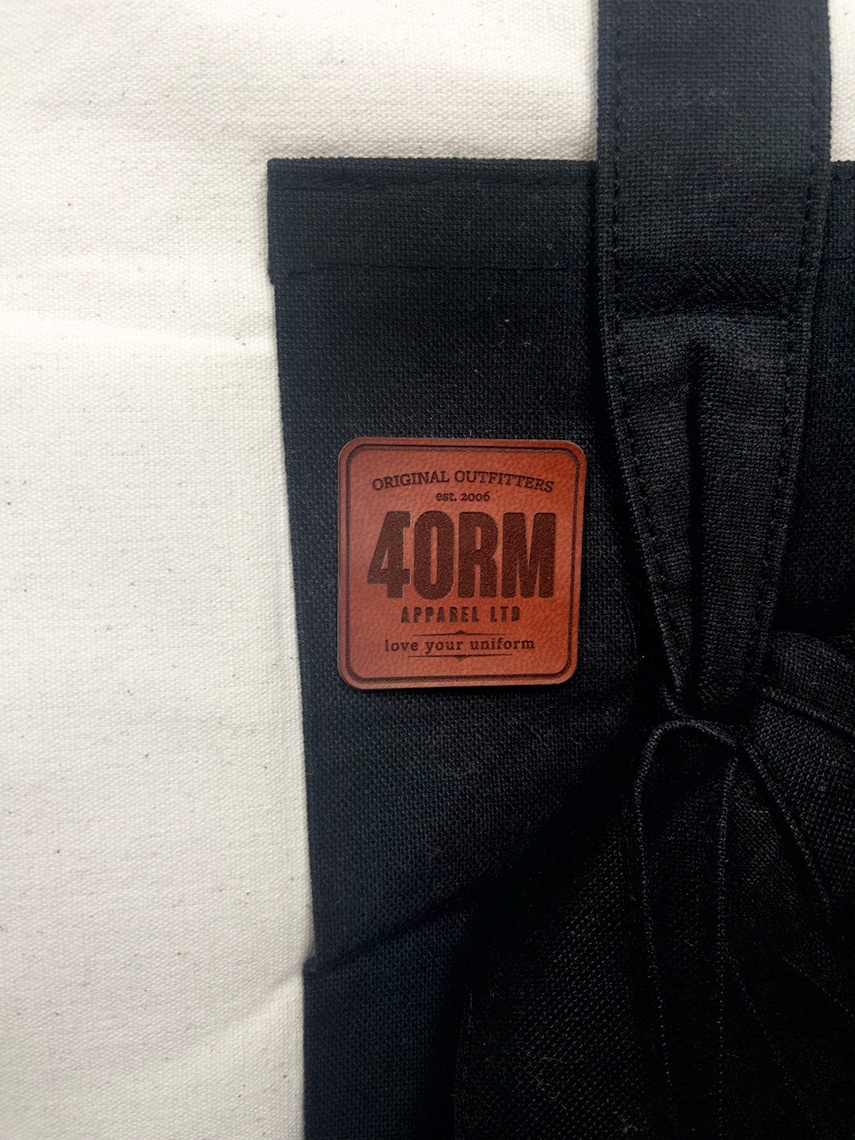 ORIGINAL OUTFITTERS
est. 2006
4ORM
APPAREL LTD
love your uniform